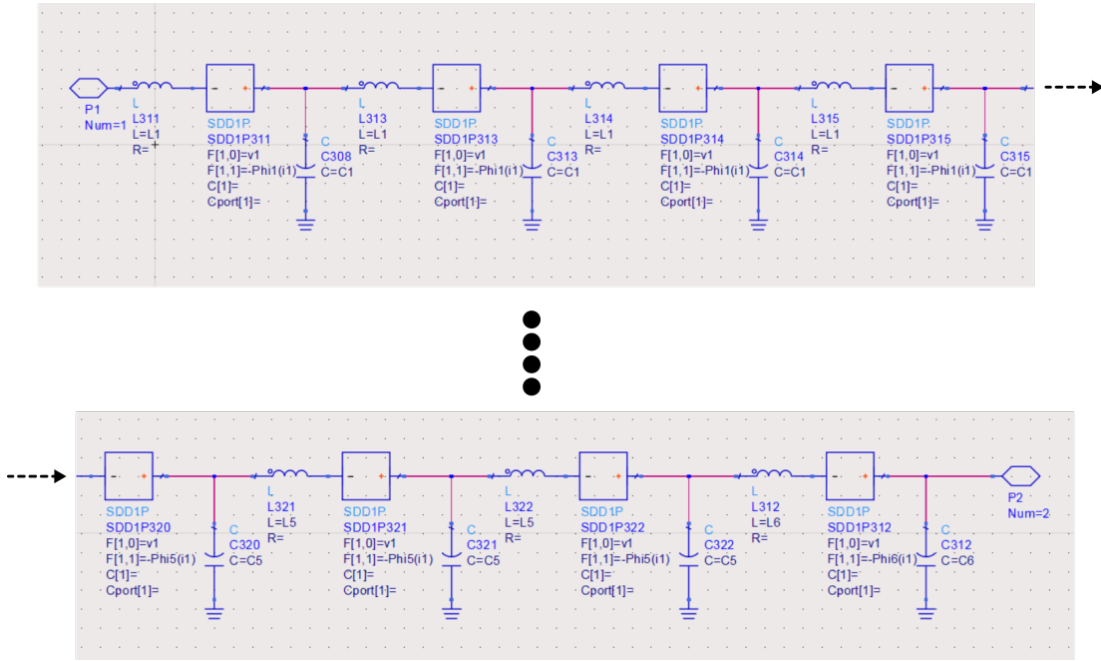 P1
Num=1
L
L311
L=L1
R=
SDD1P
SDD1P311
F[1,0]=v1
F[1,1]=-Phi1(i1)
C[1]=
Cport[1]=
C
C308
C=C1
L
L313
L=L1
R=
SDD1P
SDD1P313
F[1,0]=v1
F[1,1]=-Phi1(i1)
C[1]=
Cport[1]=
C
C313
C=C1
L
L314
L=L1
R=
SDD1P
SDD1P314
F[1,0]=v1
F[1,1]=-Phi1(i1)
C[1]=
Cport[1]=
C
C314
C=C1
L
L315
L=L1
R=
SDD1P
SDD1P315
F[1,0]=v1
F[1,1]=-Phi1(i1)
C[1]=
Cport[1]=
C
C315
C=C1
SDD1P
SDD1P320
F[1,0]=v1
F[1,1]=-Phi5(i1)
C[1]=
Cport[1]=
C
C320
C=C5
L
L321
L=L5
R=
SDD1P
SDD1P321
F[1,0]=v1
F[1,1]=-Phi5(i1)
C[1]=
Cport[1]=
C
C321
C=C5
L
L322
L=L5
R=
SDD1P
SDD1P322
F[1,0]=v1
F[1,1]=-Phi5(i1)
C[1]=
Cport[1]=
C
C322
C=C5
L
L312
L=L6
R=
SDD1P
SDD1P312
F[1,0]=v1
F[1,1]=-Phi6(i1)
C[1]=
Cport[1]=
C
C312
C=C6
P2
Num=2